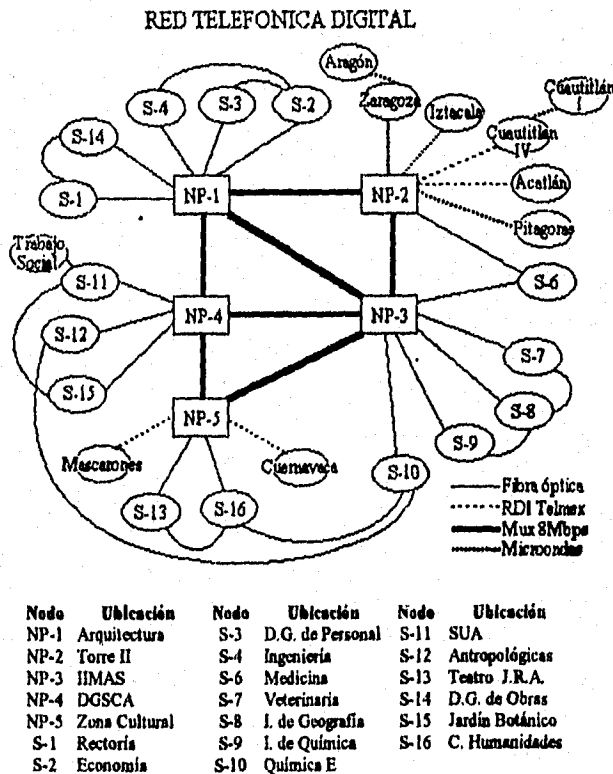 RED TELEFONICA DIGITAL
Aragón
Zaragoza
Iztacala
Cuautitlán
I
Cuautitlán
IV
Acatlán
Pitagoras
S-4
S-3
S-2
S-14
S-1
NP-1
NP-2
Trabajo
Social
S-11
S-12
S-15
NP-4
NP-3
S-6
S-7
S-8
S-9
S-10
NP-5
Mascarones
Cuernavaca
S-13
S-16
Fibra óptica
RDI Telmex
Mux 8Mbps
Microondas
Nodo Ubicación Nodo Ubicación Nodo Ubicación
NP-1 Arquitectura S-3 D.G. de Personal S-11 SUA
NP-2 Torre II S-4 Ingeniería S-12 Antropológicas
NP-3 IIMAS S-6 Medicina S-13 Teatro J.R.A.
NP-4 DGSCA S-7 Veterinaria S-14 D.G. de Obras
NP-5 Zona Cultural S-8 I. de Geografía S-15 Jardín Botánico
S-1 Rectoría S-9 I. de Química S-16 C. Humanidades
S-2 Economía S-10 Química E